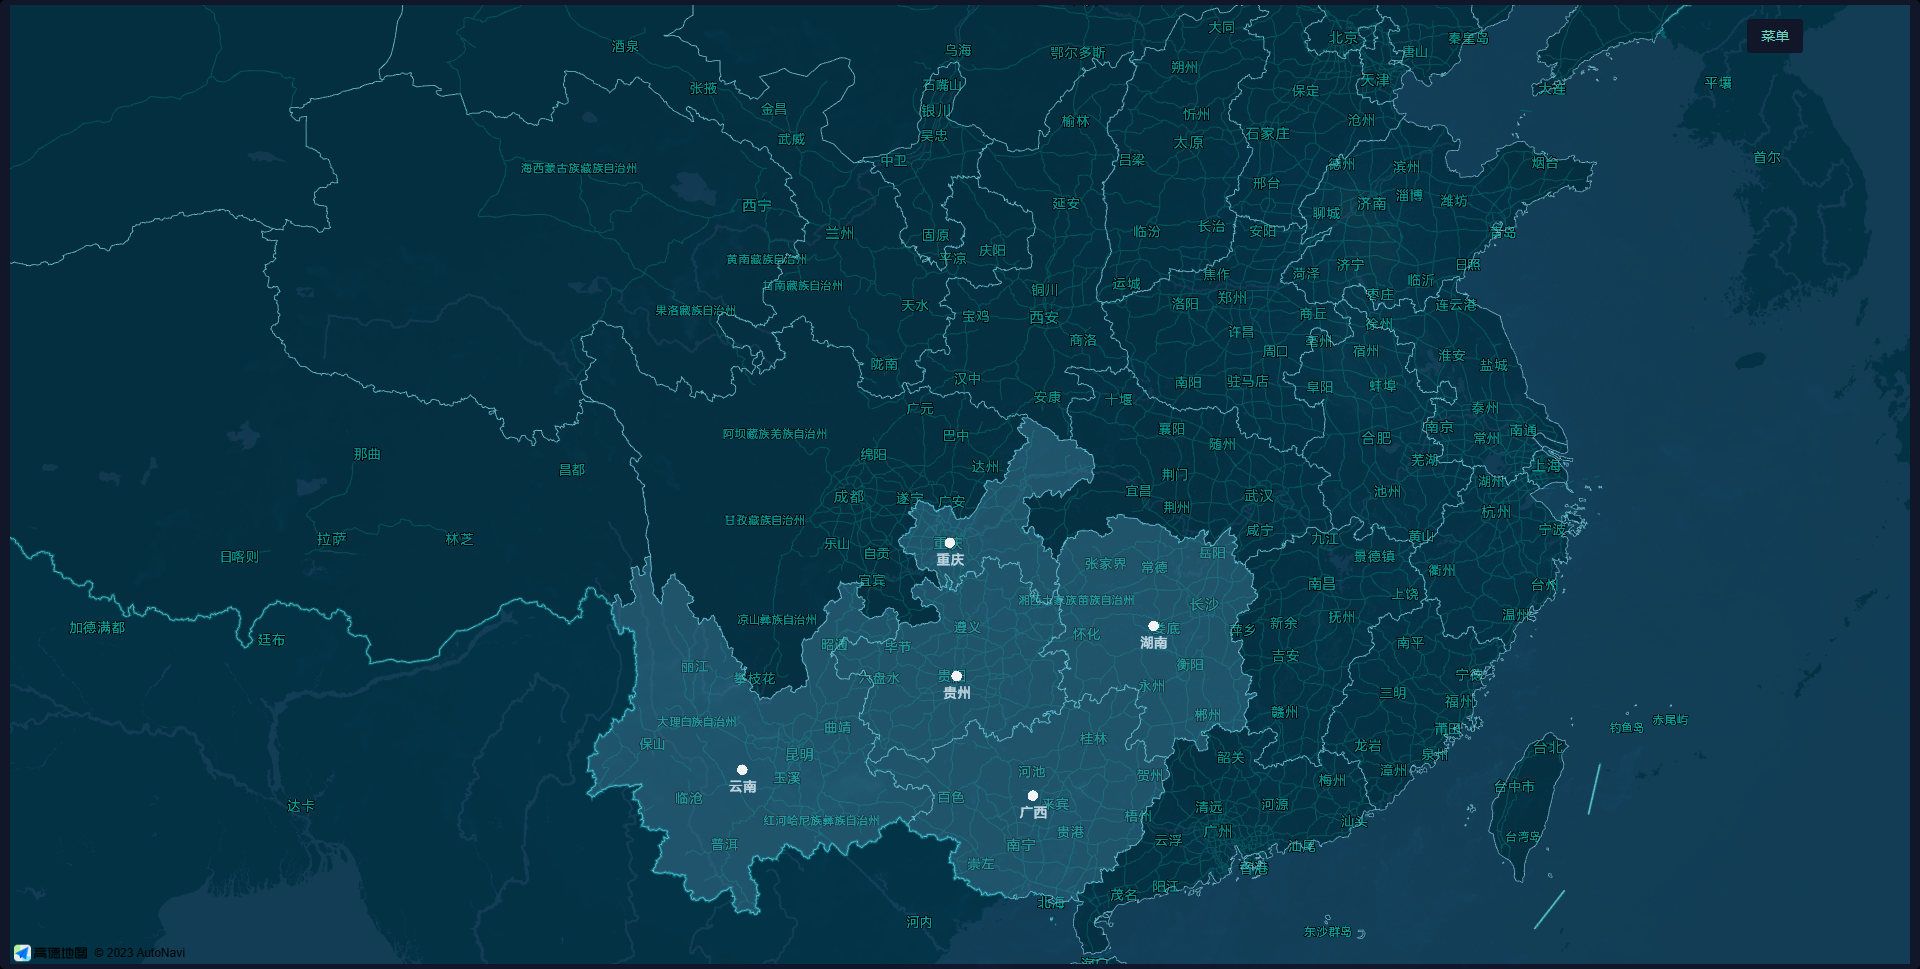 大同
北京
秦皇岛
菜单
酒泉
乌海
鄂尔多斯
唐山
朔州
天津
张掖
石嘴山
保定
大连
平壤
金昌
银川
榆林
忻州
沧州
武威
吴忠
太原
石家庄
中卫
吕梁
德州
滨州
烟台
首尔
海西蒙古族藏族自治州
邢台
淄博
西宁
延安
聊城
济南
潍坊
兰州
固原
庆阳
临汾
长治
安阳
青岛
黄南藏族自治州
平凉
济宁
日照
甘南藏族自治州
铜川
运城
焦作
菏泽
临沂
果洛藏族自治州
天水
宝鸡
西安
洛阳
郑州
商丘
枣庄
连云港
徐州
商洛
许昌
亳州
陇南
周口
宿州
淮安
盐城
汉中
南阳
驻马店
阜阳
蚌埠
广元
安康
十堰
泰州
阿坝藏族羌族自治州
巴中
襄阳
随州
合肥
南京
常州
南通
那曲
昌都
绵阳
达州
荆门
芜湖
上海
成都
遂宁
广安
宜昌
荆州
武汉
池州
湖州
杭州
甘孜藏族自治州
拉萨
林芝
日喀则
乐山
自贡
重庆
咸宁
九江
黄山
宁波
岳阳
景德镇
张家界
常德
宜宾
南昌
衢州
台州
湘西土家族苗族自治州
长沙
上饶
加德满都
廷布
凉山彝族自治州
遵义
怀化
娄底
湖南
萍乡
新余
抚州
温州
昭通
毕节
丽江
攀枝花
六盘水
贵州
衡阳
吉安
南平
永州
宁德
三明
大理白族自治州
曲靖
郴州
赣州
福州
钓鱼岛
赤尾屿
保山
昆明
桂林
莆田
龙岩
泉州
台北
云南
玉溪
河池
贺州
韶关
梅州
漳州
台中市
达卡
临沧
百色
来宾
广西
梧州
清远
河源
汕头
红河哈尼族彝族自治州
贵港
云浮
广州
台湾岛
普洱
南宁
汕尾
崇左
香港
茂名
阳江
北海
河内
东沙群岛
海口
高德地图 © 2023 AutoNavi